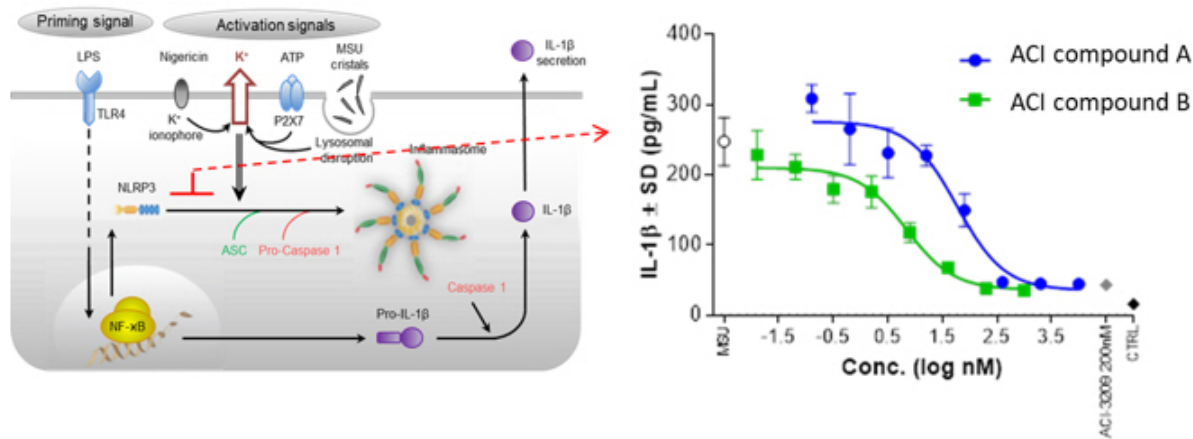 Priming signal
Activation signals
LPS
Nigericin
K+
ATP
MSU
cristals
IL-1β
secretion
TLR4
K+
ionophore
P2X7
Lysosomal
disruption
Inflammasome
NLRP3
IL-1β
ASC
Pro-Caspase 1
Caspase 1
NF-κB
Pro-IL-1β
ACI compound A
ACI compound B
IL-1β ± SD (pg/mL)
400
300
200
100
0
MSU
-1.5
-0.5
0.5
1.5
2.5
3.5
ACI-3209 200nM
CTRL
Conc. (log nM)